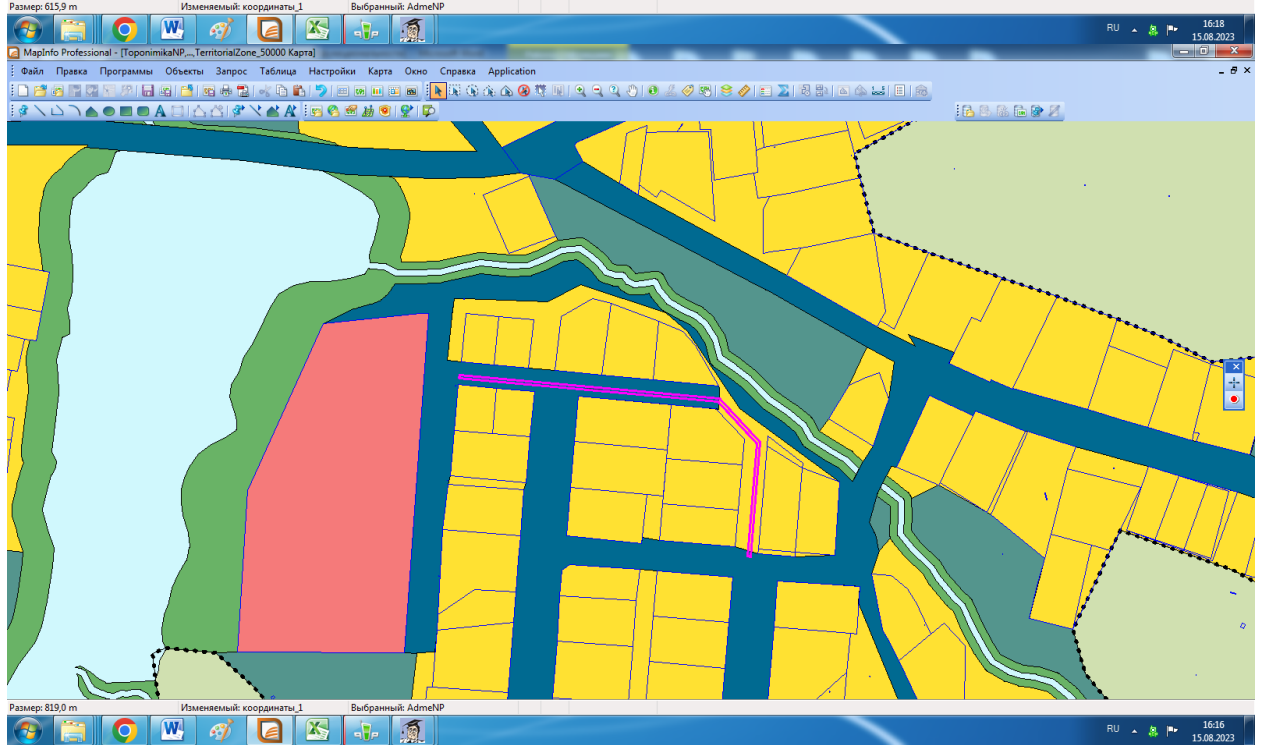 Размер: 615,9 m Изменяемый: координаты_1 Выбранный: AdmeNP
RU 16:18
15.08.2023
MapInfo Professional - [ToponimikaNP,...,TerritorialZone_50000 Карта]
Файл Правка Программы Объекты Запрос Таблица Настройки Карта Окно Справка Application
Размер: 819,0 m Изменяемый: координаты_1 Выбранный: AdmeNP
RU 16:16
15.08.2023